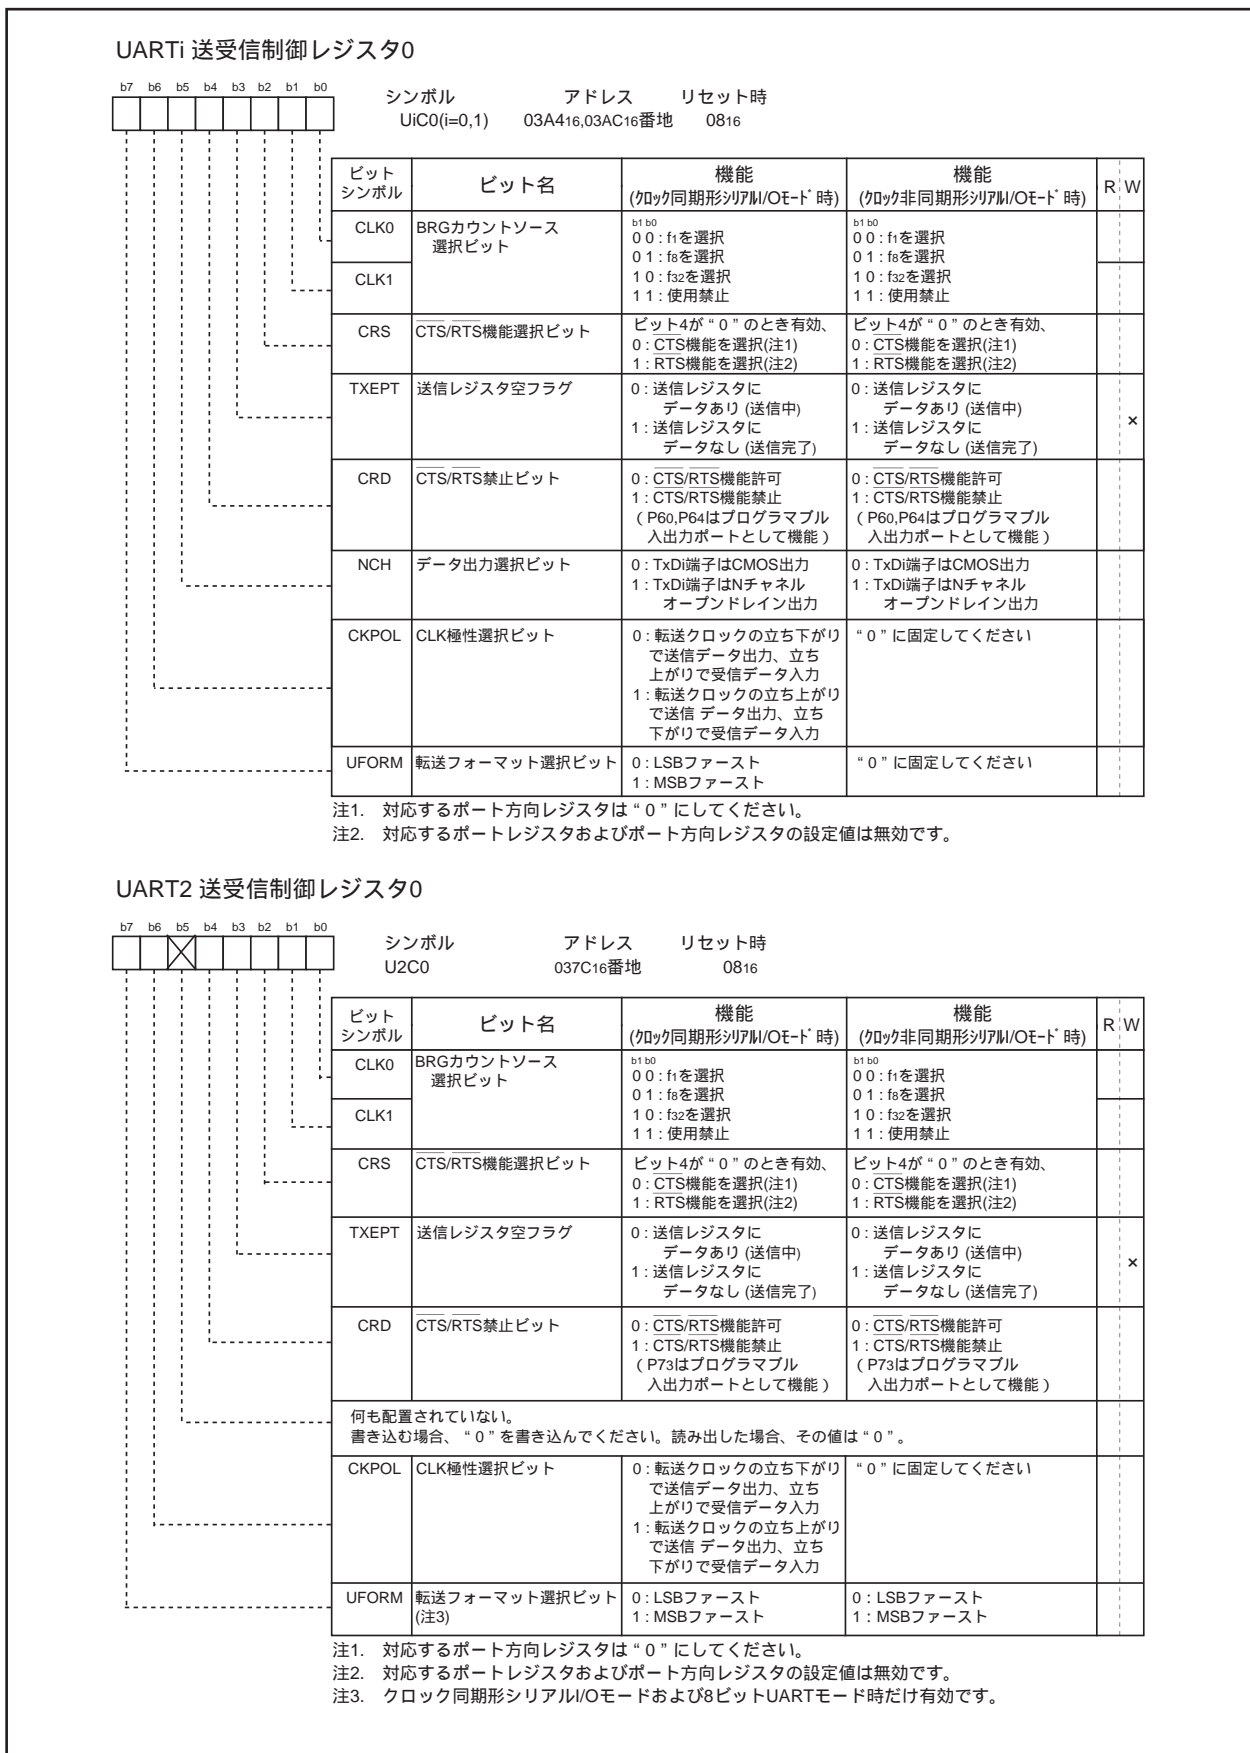 UARTi 送受信制御レジスタ0
b7 b6 b5 b4 b3 b2 b1 b0
シンボル アドレス リセット時
UiC0(i=0,1) 03A416,03AC16番地 0816
ビット
シンボル
ビット名
機能
(クロック同期形シリアルI/Oモード時)
機能
(クロック非同期形シリアルI/Oモード時)
R W
CLK0
CLK1
BRGカウントソース
選択ビット
b1 b0
0 0 : f1を選択
0 1 : f8を選択
1 0 : f32を選択
1 1 : 使用禁止
b1 b0
0 0 : f1を選択
0 1 : f8を選択
1 0 : f32を選択
1 1 : 使用禁止
CRS
CTS/RTS機能選択ビット
ビット4が“0”のとき有効、
0 : CTS機能を選択(注1)
1 : RTS機能を選択(注2)
ビット4が“0”のとき有効、
0 : CTS機能を選択(注1)
1 : RTS機能を選択(注2)
TXEPT
送信レジスタ空フラグ
0 : 送信レジスタに
データあり (送信中)
1 : 送信レジスタに
データなし (送信完了)
0 : 送信レジスタに
データあり (送信中)
1 : 送信レジスタに
データなし (送信完了)
×
CRD
CTS/RTS禁止ビット
0 : CTS/RTS機能許可
1 : CTS/RTS機能禁止
(P60,P64はプログラマブル
入出力ポートとして機能)
0 : CTS/RTS機能許可
1 : CTS/RTS機能禁止
(P60,P64はプログラマブル
入出力ポートとして機能)
NCH
データ出力選択ビット
0 : TxDi端子はCMOS出力
1 : TxDi端子はNチャネル
オープンドレイン出力
0 : TxDi端子はCMOS出力
1 : TxDi端子はNチャネル
オープンドレイン出力
CKPOL
CLK極性選択ビット
0 : 転送クロックの立ち下がり
で送信データ出力、立ち
上がりで受信データ入力
1 : 転送クロックの立ち上がり
で送信 データ出力、立ち
下がりで受信データ入力
“0”に固定してください
UFORM
転送フォーマット選択ビット
0 : LSBファースト
1 : MSBファースト
“0”に固定してください
注1. 対応するポート方向レジスタは“0”にしてください。
注2. 対応するポートレジスタおよびポート方向レジスタの設定値は無効です。
UART2 送受信制御レジスタ0
b7 b6 b5 b4 b3 b2 b1 b0
シンボル アドレス リセット時
U2C0 037C16番地 0816
ビット
シンボル
ビット名
機能
(クロック同期形シリアルI/Oモード時)
機能
(クロック非同期形シリアルI/Oモード時)
R W
CLK0
CLK1
BRGカウントソース
選択ビット
b1 b0
0 0 : f1を選択
0 1 : f8を選択
1 0 : f32を選択
1 1 : 使用禁止
b1 b0
0 0 : f1を選択
0 1 : f8を選択
1 0 : f32を選択
1 1 : 使用禁止
CRS
CTS/RTS機能選択ビット
ビット4が“0”のとき有効、
0 : CTS機能を選択(注1)
1 : RTS機能を選択(注2)
ビット4が“0”のとき有効、
0 : CTS機能を選択(注1)
1 : RTS機能を選択(注2)
TXEPT
送信レジスタ空フラグ
0 : 送信レジスタに
データあり (送信中)
1 : 送信レジスタに
データなし (送信完了)
0 : 送信レジスタに
データあり (送信中)
1 : 送信レジスタに
データなし (送信完了)
×
CRD
CTS/RTS禁止ビット
0 : CTS/RTS機能許可
1 : CTS/RTS機能禁止
(P73はプログラマブル
入出力ポートとして機能)
0 : CTS/RTS機能許可
1 : CTS/RTS機能禁止
(P73はプログラマブル
入出力ポートとして機能)
何も配置されていない。
書き込む場合、“0”を書き込んでください。読み出した場合、その値は“0”。
CKPOL
CLK極性選択ビット
0 : 転送クロックの立ち下がり
で送信データ出力、立ち
上がりで受信データ入力
1 : 転送クロックの立ち上がり
で送信 データ出力、立ち
下がりで受信データ入力
“0”に固定してください
UFORM
転送フォーマット選択ビット
(注3)
0 : LSBファースト
1 : MSBファースト
0 : LSBファースト
1 : MSBファースト
注1. 対応するポート方向レジスタは“0”にしてください。
注2. 対応するポートレジスタおよびポート方向レジスタの設定値は無効です。
注3. クロック同期形シリアルI/Oモードおよび8ビットUARTモード時だけ有効です。